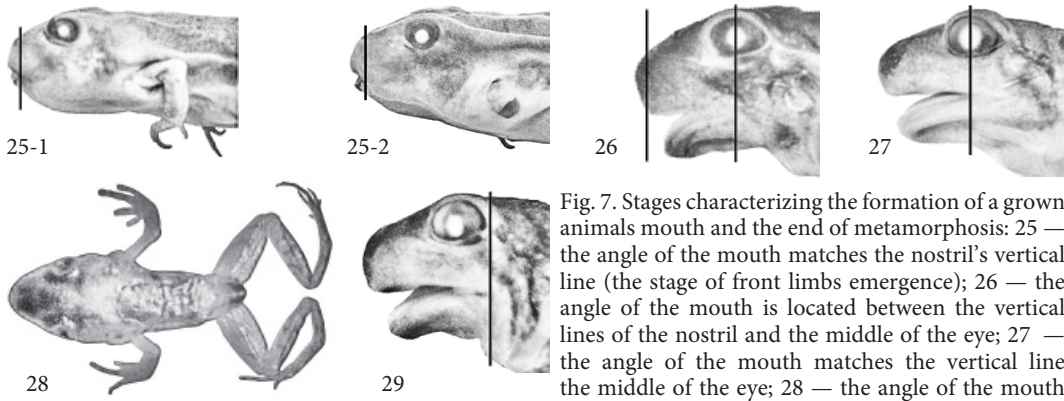 25-1
25-2
26
27
28
29
Fig. 7. Stages characterizing the formation of a grown
animals mouth and the end of metamorphosis: 25 —
the angle of the mouth matches the nostril's vertical
line (the stage of front limbs emergence); 26 — the
angle of the mouth is located between the vertical
lines of the nostril and the middle of the eye; 27 —
the angle of the mouth matches the vertical line
the middle of the eye; 28 — the angle of the mouth